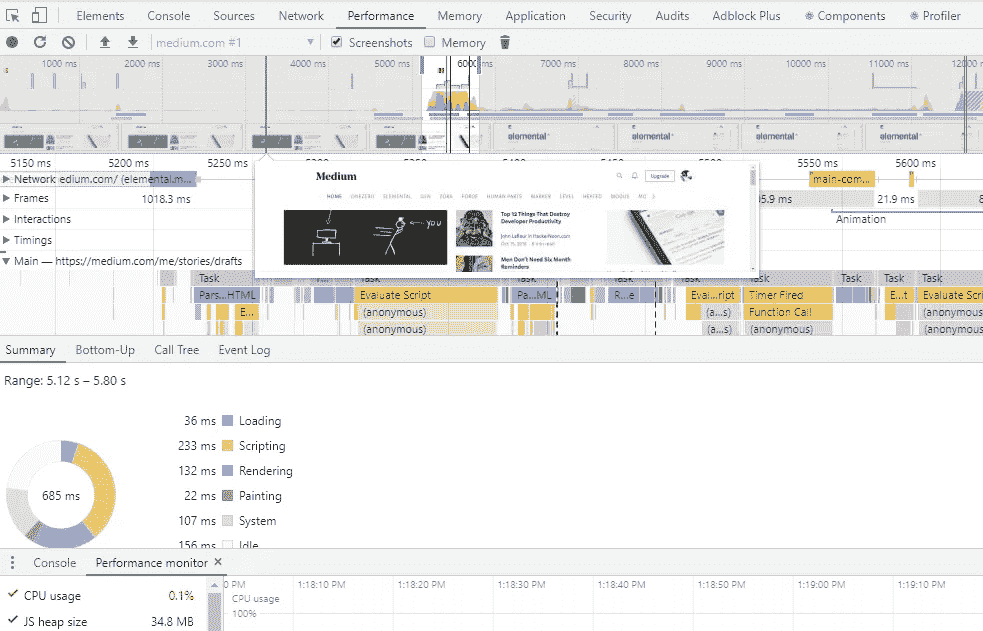 Elements Console Sources Network Performance Memory Application Security Audits Adblock Plus Components Profiler
medium.com #1 Screenshots Memory
1000 ms 2000 ms 3000 ms 4000 ms 5000 ms 6000 ms 7000 ms 8000 ms 9000 ms 10000 ms 11000 ms 12000
elemental elemental elemental elemental
5150 ms 5200 ms 5250 ms 5550 ms 5600 ms
Network edium.com/ (elemental.m... main-com...
Frames 1018.3 ms 5.9 ms 21.9 ms
Interactions Animation
Timings
Main — https://medium.com/me/stories/drafts
Medium Upgrade
HOME ONEZERO ELEMENTAL GEN ZORA FORGE HUMAN PARTS MARKER LEVEL HEATED MODUS MO
YOU
Top 12 Things That Destroy
Developer Productivity
Men Don't Need Six Month
Reminders
Task Task Task Task Task Task Task
Pars...HTML Evaluate Script Pa...ML R...e Eval...ript Timer Fired E...t Evaluate Scri
E... (anonymous) (a...s) Function Call (anonymous)
(anonymous) (a...s) (anonymous) (anonymous)
Summary Bottom-Up Call Tree Event Log
Range: 5.12 s – 5.80 s
36 ms Loading
233 ms Scripting
132 ms Rendering
685 ms
22 ms Painting
107 ms System
156 ms Idle
Console Performance monitor ×
CPU usage 0.1%
JS heap size 34.8 MB
0 PM 1:18:10 PM 1:18:20 PM 1:18:30 PM 1:18:40 PM 1:18:50 PM 1:19:00 PM 1:19:10 PM
CPU usage
100%